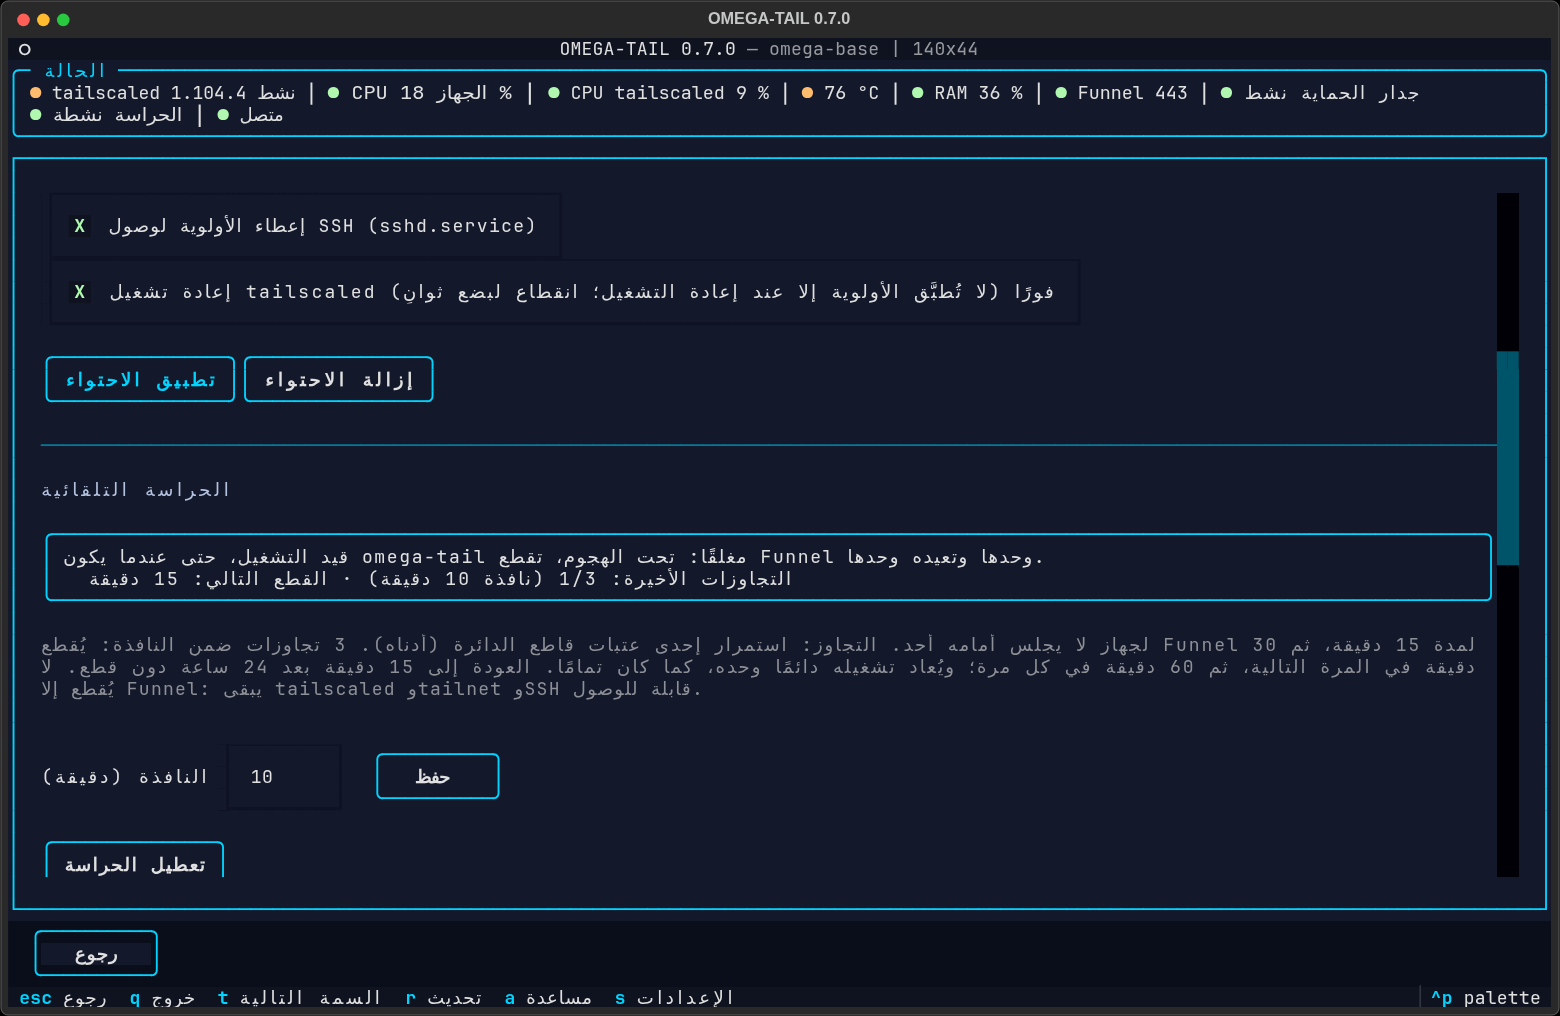 OMEGA-TAIL 0.7.0
OMEGA-TAIL 0.7.0 — omega-base | 140x44
الحالة
● tailscaled 1.104.4 نشط | ● CPU الجهاز 18 % | ● CPU tailscaled 9 % | ● 76 °C | ● RAM 36 % | ● Funnel 443 | ● جدار الحماية نشط
● الحراسة نشطة | ● متصل
X إعطاء الأولوية لوصول SSH (sshd.service)
X إعادة تشغيل tailscaled فورًا (لا تُطبَّق الأولوية إلا عند إعادة التشغيل؛ انقطاع لبضع ثوانِ)
تطبيق الاحتواء إزالة الاحتواء
الحراسة التلقائية
تحت الهجوم، تقطع omega-tail قيد التشغيل، حتى عندما يكون Funnel مغلقًا: وحدها وتعيده وحدها.
التجاوزات الأخيرة: 1/3 (نافذة 10 دقيقة) · القطع التالي: 15 دقيقة
لجهاز لا يجلس أمامه أحد. التجاوز: استمرار إحدى عتبات قاطع الدائرة (أدناه). 3 تجاوزات ضمن النافذة: يُقطع Funnel لمدة 15 دقيقة، ثم 30
دقيقة في المرة التالية، ثم 60 دقيقة في كل مرة؛ ويُعاد تشغيله دائمًا وحده، كما كان تمامًا. العودة إلى 15 دقيقة بعد 24 ساعة دون قطع. لا
يُقطع إلا Funnel: يبقى tailscaled وtailnet وSSH قابلة للوصول.
النافذة (دقيقة) 10 حفظ
تعطيل الحراسة
رجوع
esc رجوع q خروج t السمة التالية r تحديث a مساعدة s الإعدادات ^p palette